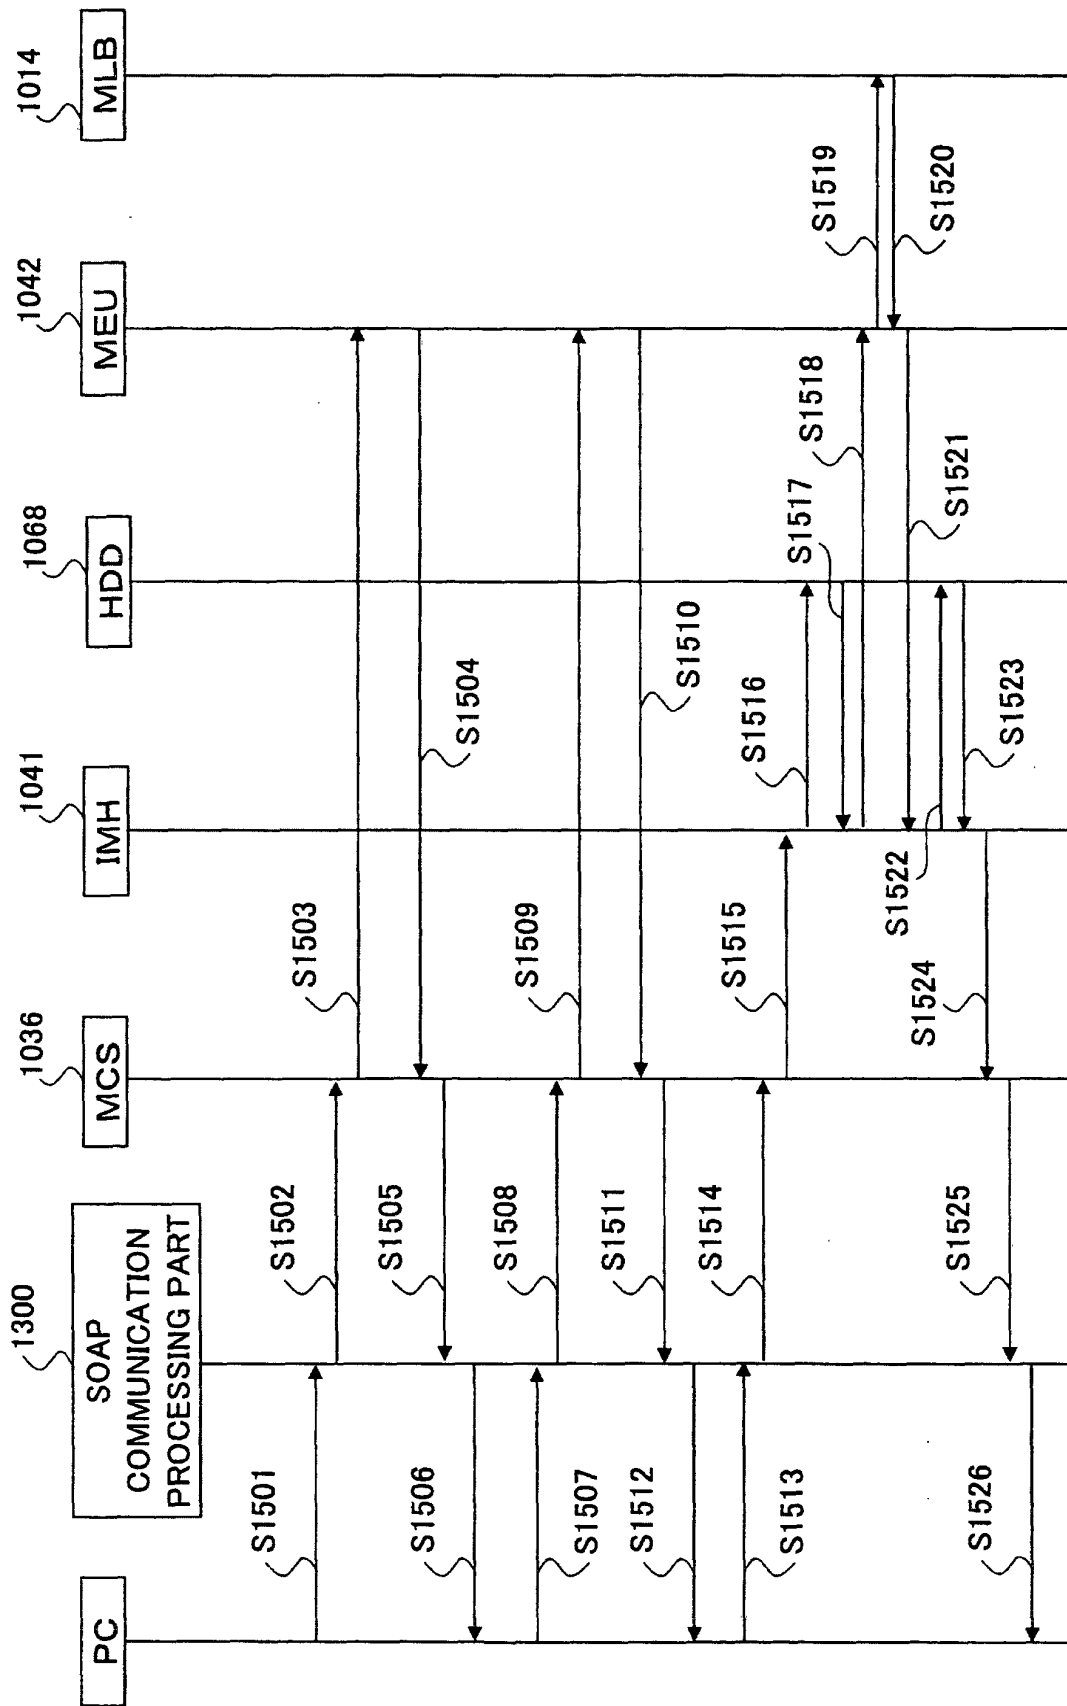 PC
1300
SOAP
COMMUNICATION
PROCESSING PART
1036
MCS
1041
IMH
1068
HDD
1042
MEU
1014
MLB
S1501
S1502
S1503
S1504
S1505
S1506
S1507
S1508
S1509
S1510
S1511
S1512
S1513
S1514
S1515
S1516
S1517
S1518
S1519
S1520
S1521
S1522
S1523
S1524
S1525
S1526